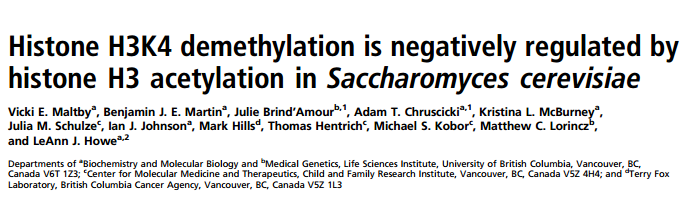 Histone H3K4 demethylation is negatively regulated by
histone H3 acetylation in Saccharomyces cerevisiae
Vicki E. Maltbyᵃ, Benjamin J. E. Martinᵃ, Julie Brind’Amourᵇ,¹, Adam T. Chruscickiᵃ,¹, Kristina L. McBurneyᵃ,
Julia M. Schulzeᶜ, Ian J. Johnsonᵃ, Mark Hillsᵈ, Thomas Hentrichᶜ, Michael S. Koborᶜ, Matthew C. Lorinczᵇ,
and LeAnn J. Howeᵃ,²
Departments of ᵃBiochemistry and Molecular Biology and ᵇMedical Genetics, Life Sciences Institute, University of British Columbia, Vancouver, BC,
Canada V6T 1Z3; ᶜCenter for Molecular Medicine and Therapeutics, Child and Family Research Institute, Vancouver, BC, Canada V5Z 4H4; and ᵈTerry Fox
Laboratory, British Columbia Cancer Agency, Vancouver, BC, Canada V5Z 1L3